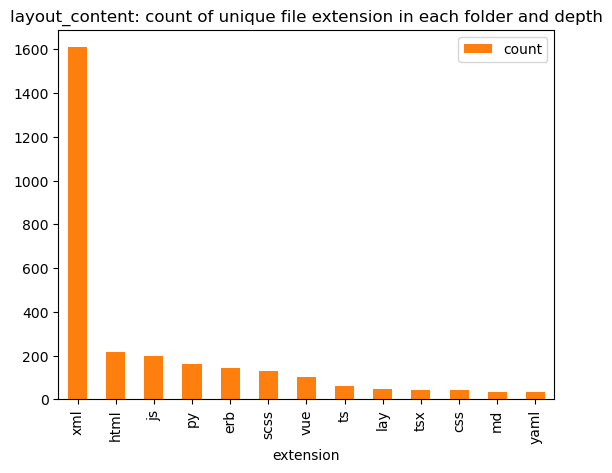 layout_content: count of unique file extension in each folder and depth
count
1600
1400
1200
1000
800
600
400
200
0
xml html js py erb scss vue ts lay tsx css md yaml
extension